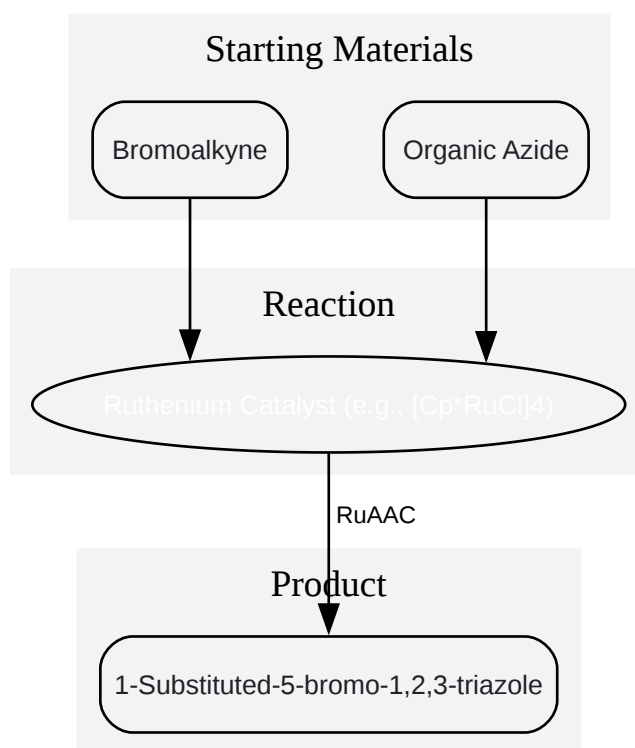 Starting Materials
Bromoalkyne
Organic Azide
Reaction
Ruthenium Catalyst (e.g., [Cp*RuCl]4)
RuAAC
Product
1-Substituted-5-bromo-1,2,3-triazole